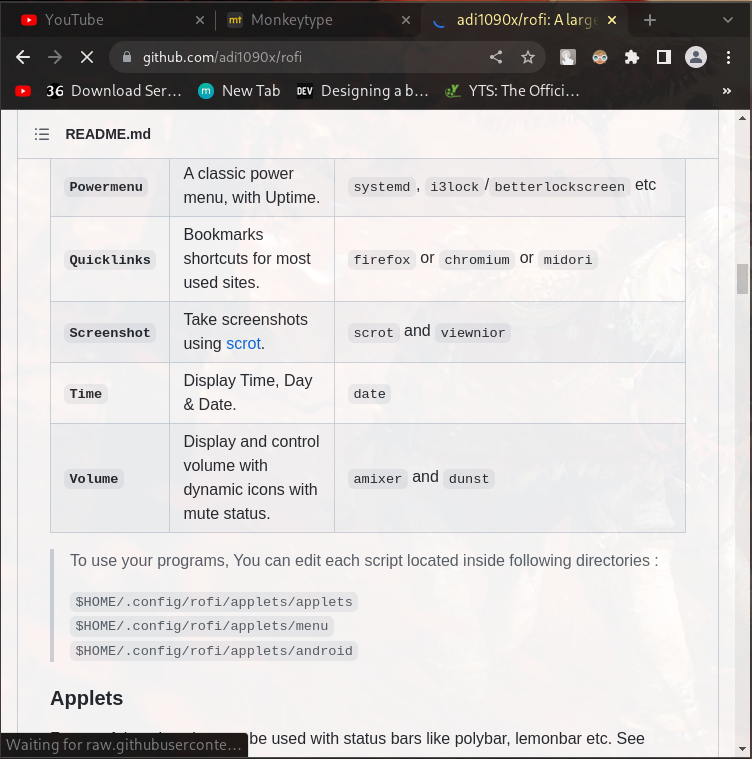 YouTube
mt Monkeytype
adi1090x/rofi: A large
github.com/adi1090x/rofi
36 Download Ser…
m New Tab
DEV Designing a b…
YTS: The Offici…
»
README.md
Powermenu
A classic power
menu, with Uptime.
systemd , i3lock / betterlockscreen etc
Quicklinks
Bookmarks
shortcuts for most
used sites.
firefox or chromium or midori
Screenshot
Take screenshots
using scrot.
scrot and viewnior
Time
Display Time, Day
& Date.
date
Volume
Display and control
volume with
dynamic icons with
mute status.
amixer and dunst
To use your programs, You can edit each script located inside following directories :
$HOME/.config/rofi/applets/applets
$HOME/.config/rofi/applets/menu
$HOME/.config/rofi/applets/android
Applets
be used with status bars like polybar, lemonbar etc. See
Waiting for raw.githubuserconte…